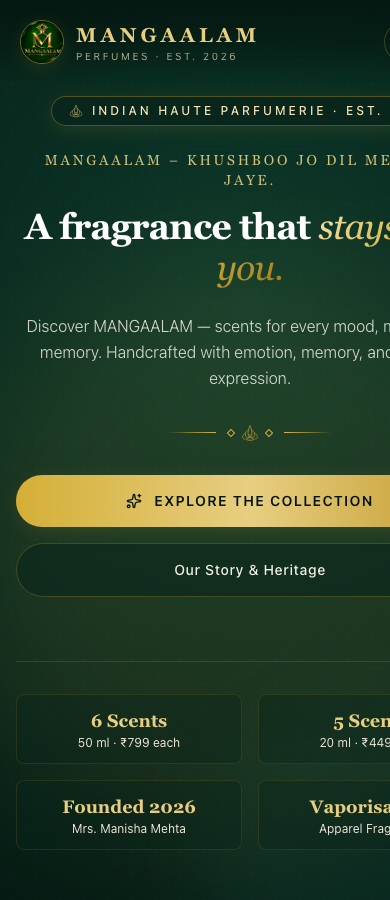 MANGAALAM
PERFUMES · EST. 2026
INDIAN HAUTE PARFUMERIE · EST.
MANGAALAM – KHUSHBOO JO DIL ME
JAYE.
A fragrance that stays
you.
Discover MANGAALAM — scents for every mood,
memory. Handcrafted with emotion, memory, and
expression.
EXPLORE THE COLLECTION
Our Story & Heritage
6 Scents
50 ml · ₹799 each
5 Scen
20 ml · ₹449
Founded 2026
Mrs. Manisha Mehta
Vaporisa
Apparel Frag